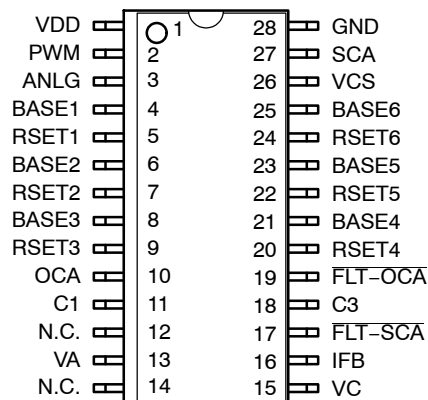 VDD 1 28 GND
PWM 2 27 SCA
ANLG 3 26 VCS
BASE1 4 25 BASE6
RSET1 5 24 RSET6
BASE2 6 23 BASE5
RSET2 7 22 RSET5
BASE3 8 21 BASE4
RSET3 9 20 RSET4
OCA 10 19 FLT−OCA
C1 11 18 C3
N.C. 12 17 FLT−SCA
VA 13 16 IFB
N.C. 14 15 VC